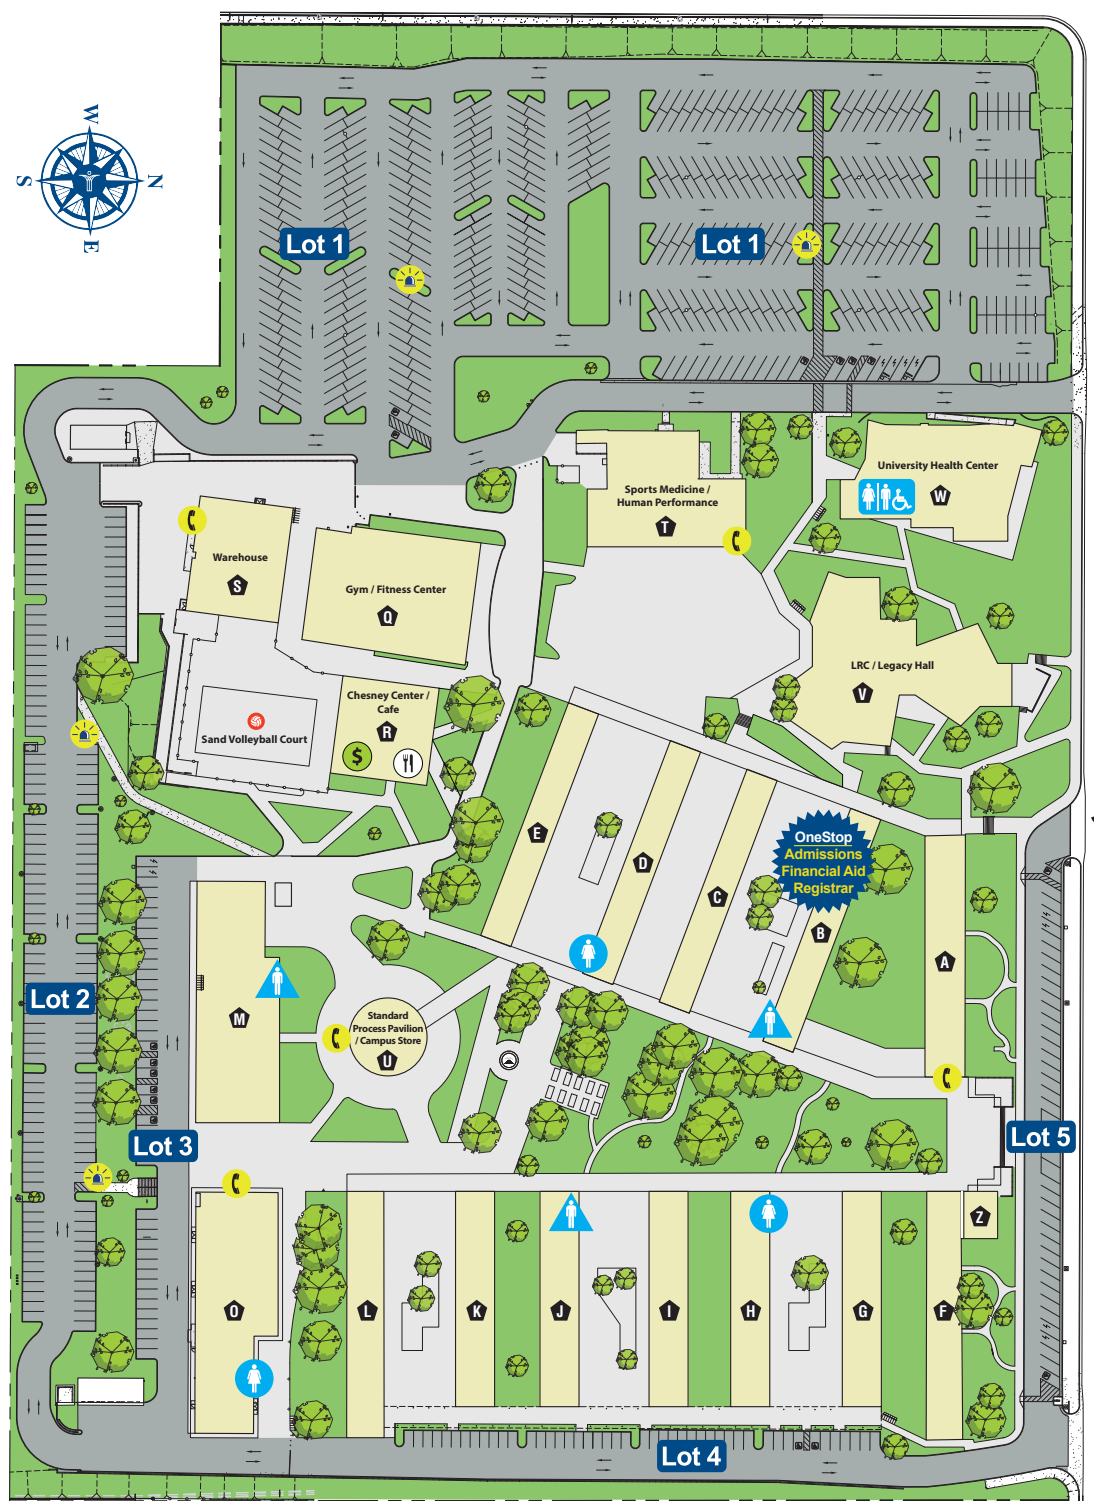 W
S
N
E
Lot 1
Lot 1
University Health Center
W
Sports Medicine /
Human Performance
T
Warehouse
S
Gym / Fitness Center
Q
LRC / Legacy Hall
V
Chesney Center /
Cafe
R
$
Sand Volleyball Court
E
D
C
B
A
OneStop
Admissions
Financial Aid
Registrar
Lot 2
M
Standard
Process Pavilion
/ Campus Store
U
Lot 3
Lot 5
Z
O
L
K
J
I
H
G
F
Lot 4